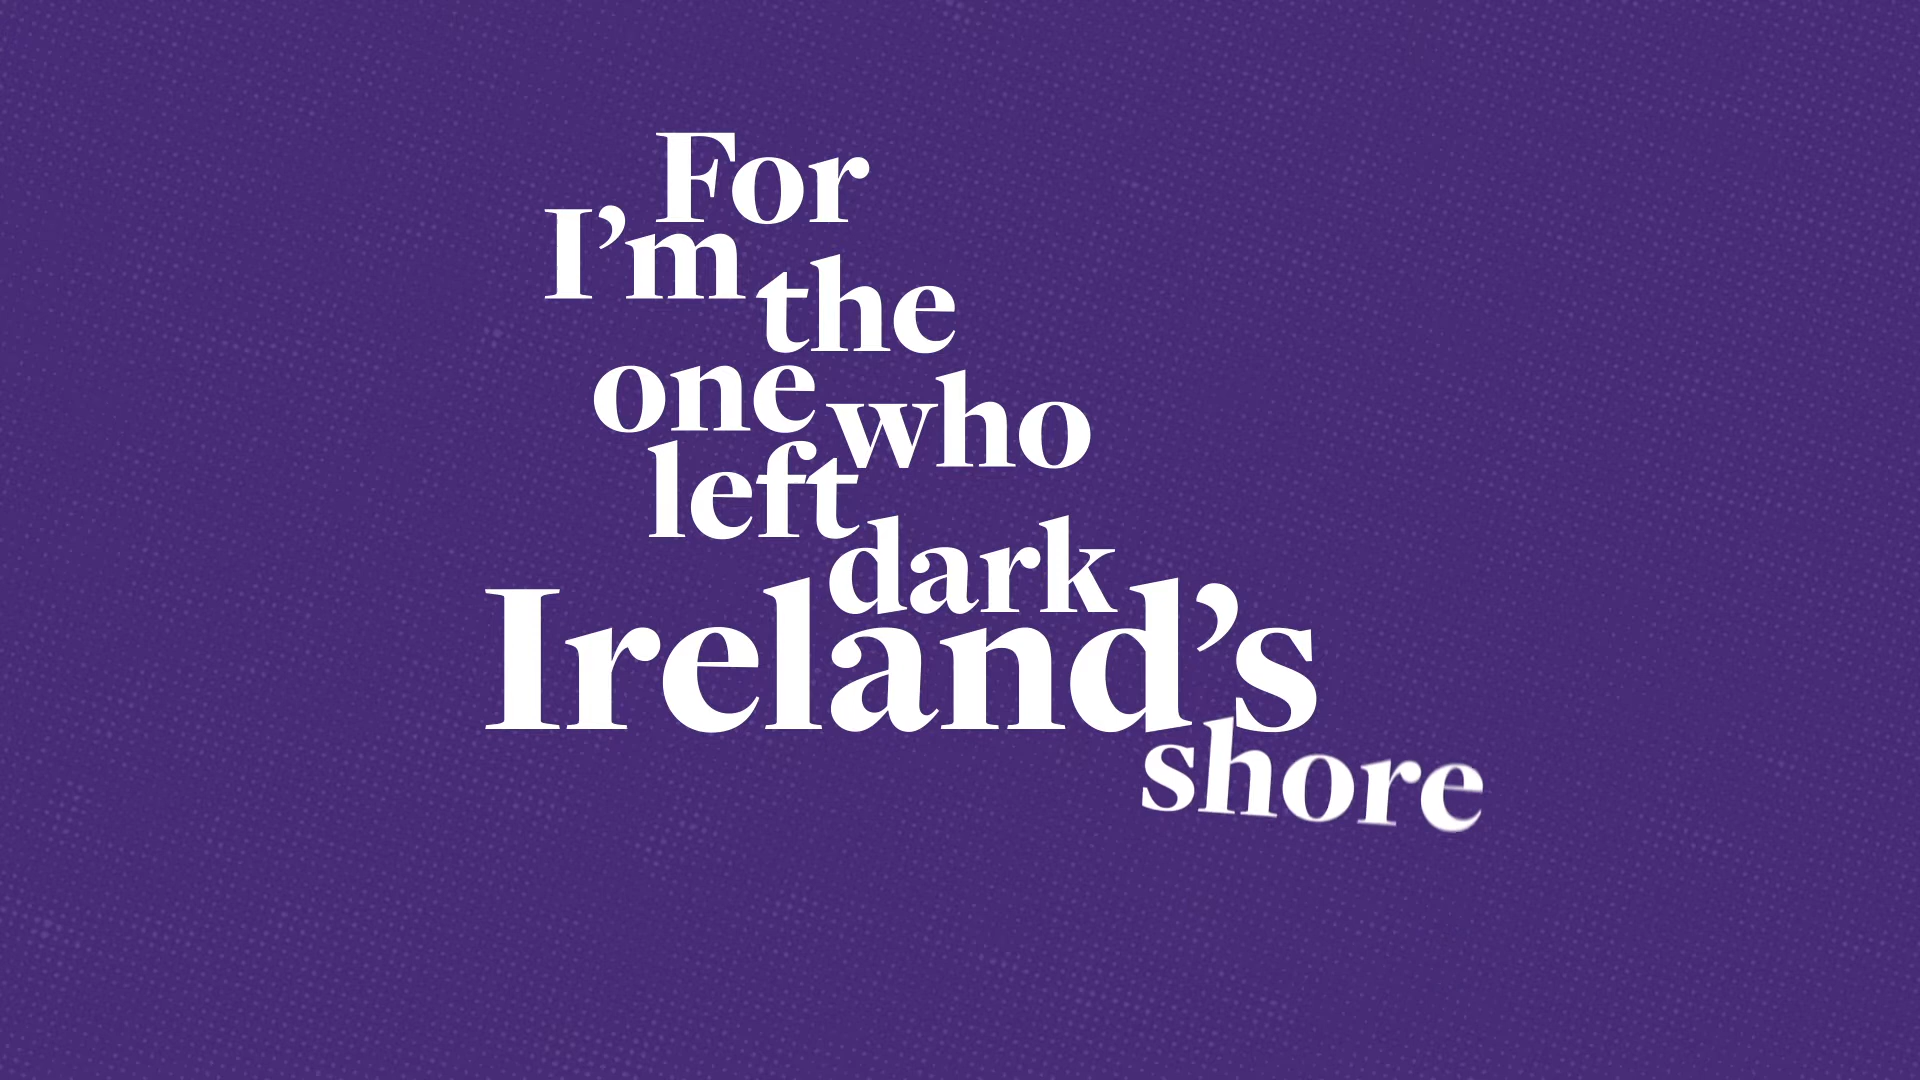 For
I’m the
one who
left
dark
Ireland’s
shore